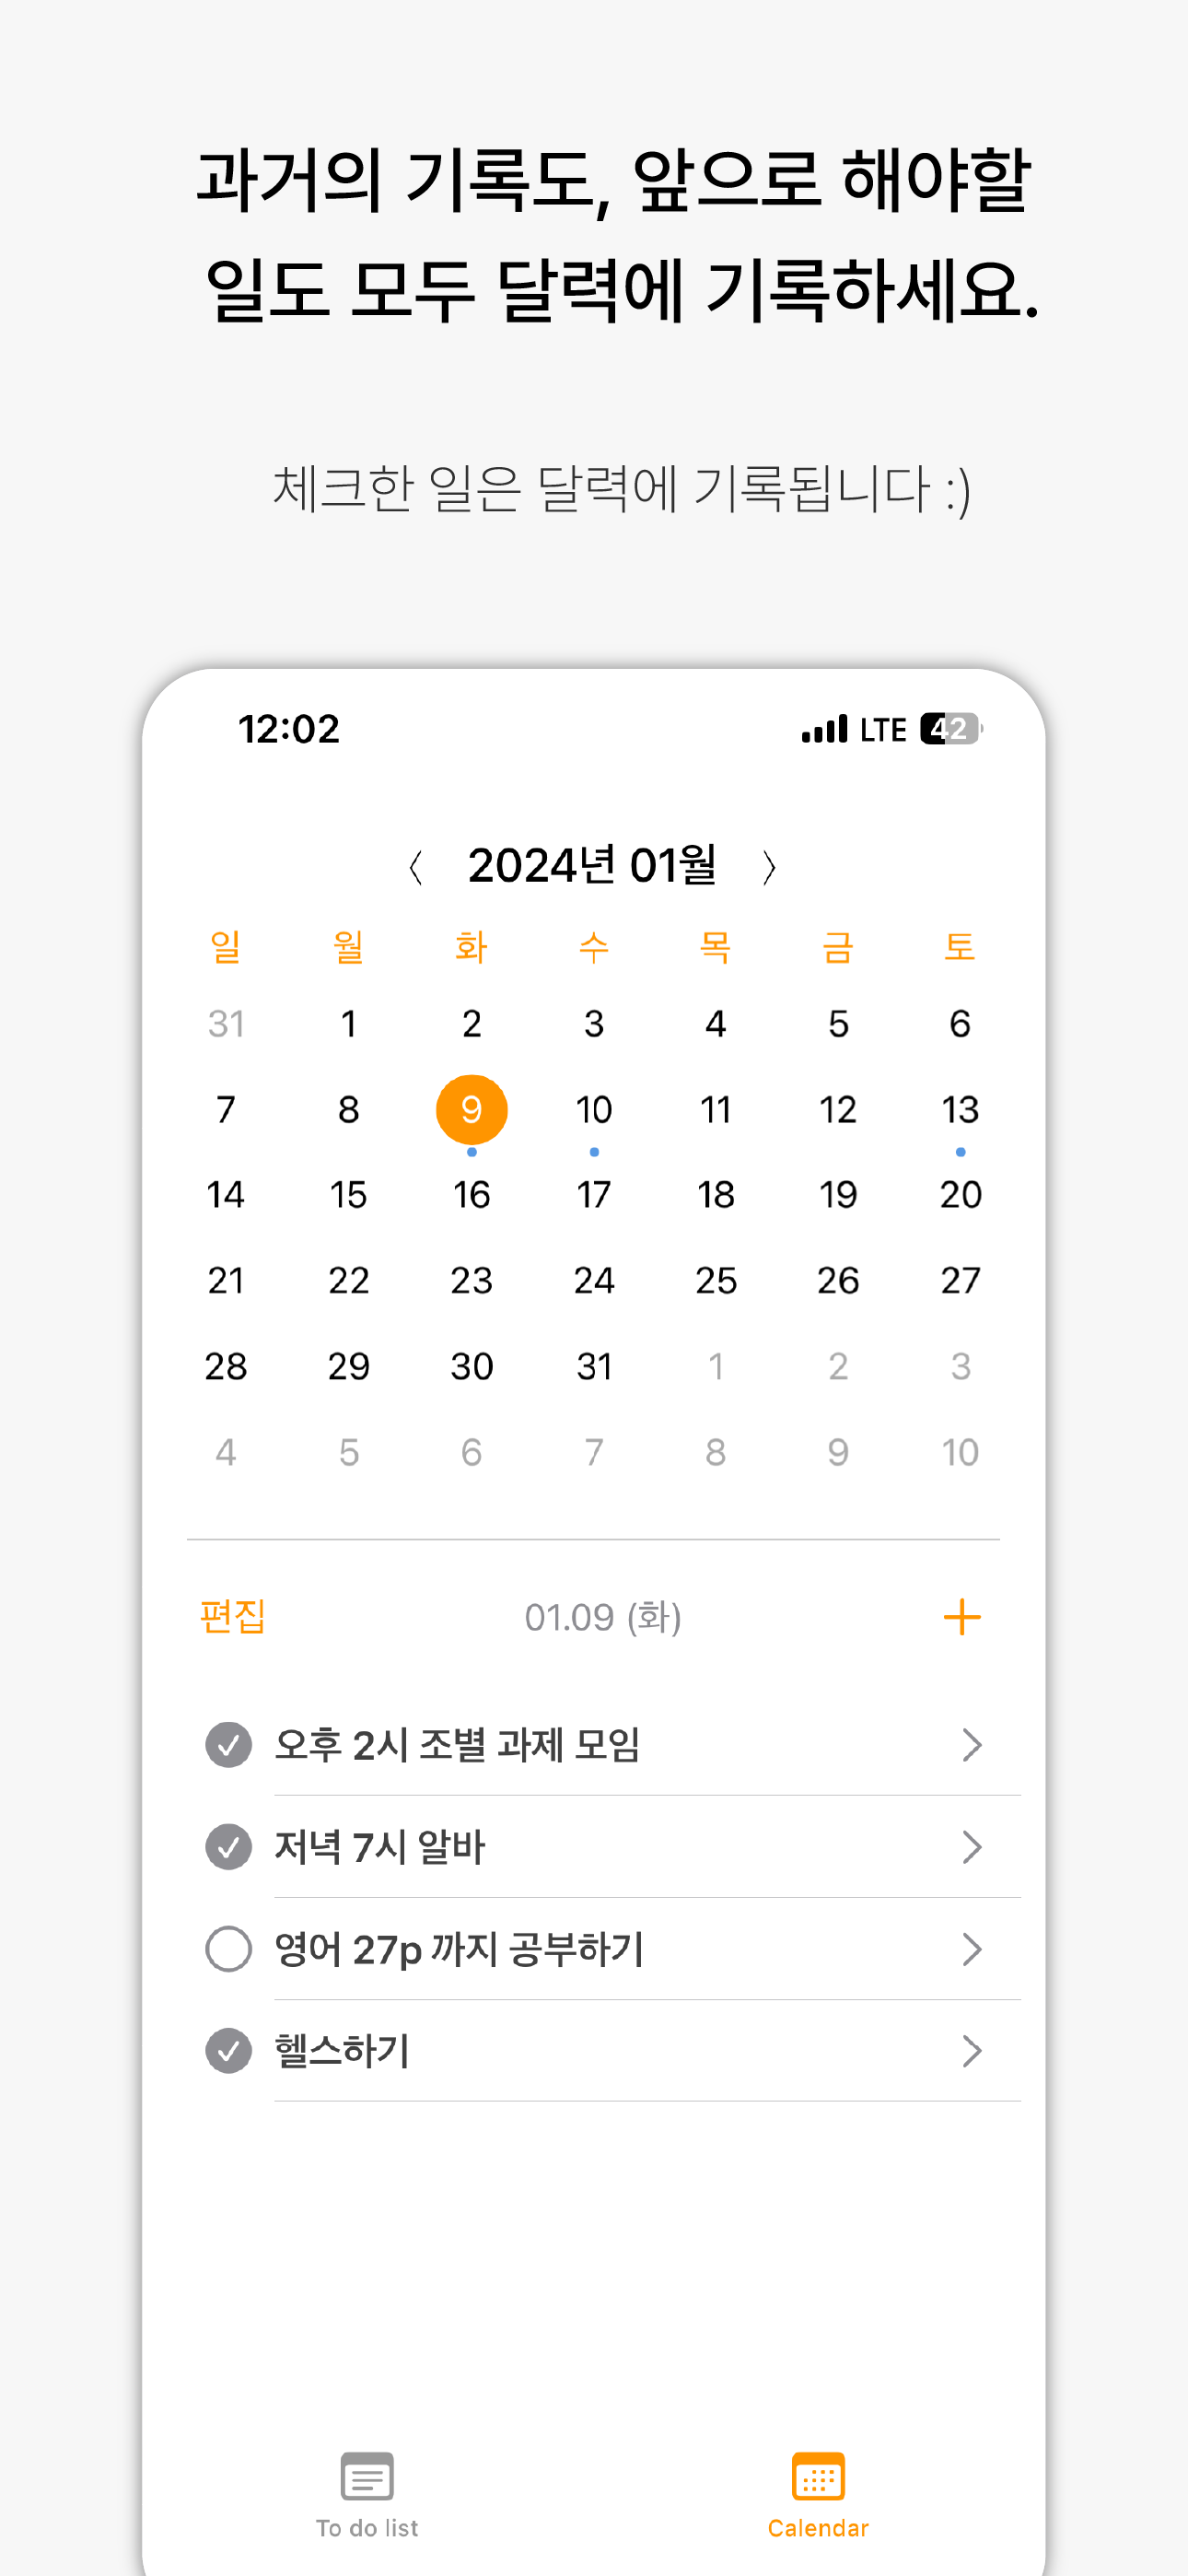 과거의 기록도, 앞으로 해야할
일도 모두 달력에 기록하세요.
체크한 일은 달력에 기록됩니다 :)
12:02 LTE 42
2024년 01월
일 월 화 수 목 금 토
31 1 2 3 4 5 6
7 8 9 10 11 12 13
14 15 16 17 18 19 20
21 22 23 24 25 26 27
28 29 30 31 1 2 3
4 5 6 7 8 9 10
편집 01.09 (화)
오후 2시 조별 과제 모임
저녁 7시 알바
영어 27p 까지 공부하기
헬스하기
To do list Calendar